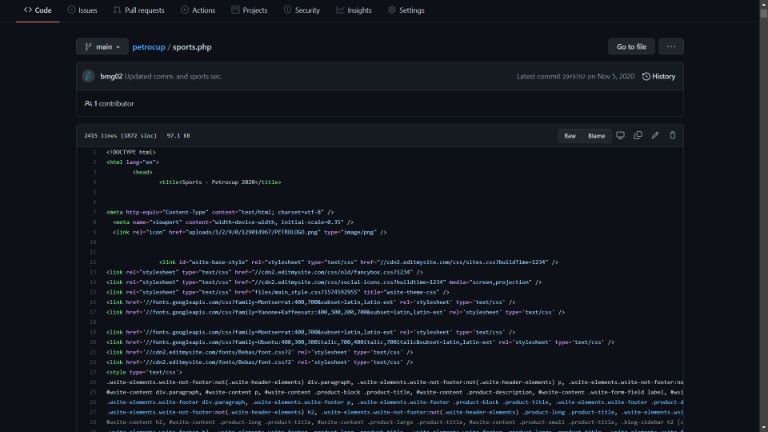 Code Issues Pull requests Actions Projects Security Insights Settings
main petrocup / sports.php Go to file ...
bmg02 Updated comm. and sports sec. Latest commit on Nov 5, 2020 History
1 contributor
2415 lines (1872 sloc) 97.1 KB Raw Blame
1 <!DOCTYPE html>
2 <html lang="en">
3 <head>
4 <title>Sports - Petrocup 2020</title>
5
6
7 <meta http-equiv="Content-Type" content="text/html; charset=utf-8" />
8 <meta name="viewport" content="width=device-width, initial-scale=0.35" />
9 <link rel="icon" href="uploads/1/2/9/0/129014967/PETROLOGO.png" type="image/png" />
10
11
12 <link id="wsite-base-style" rel="stylesheet" type="text/css" href="//cdn2.editmysite.com/css/sites.css?buildTime=1234" />
13 <link rel="stylesheet" type="text/css" href="//cdn2.editmysite.com/css/old/fancybox.css?1234" />
14 <link rel="stylesheet" type="text/css" href="//cdn2.editmysite.com/css/social-icons.css?buildtime=1234" media="screen,projection" />
15 <link rel="stylesheet" type="text/css" href="files/main_style.css?1574592955" title="wsite-theme-css" />
16 <link href='//fonts.googleapis.com/css?family=Montserrat:400,700&subset=latin,latin-ext' rel='stylesheet' type='text/css' />
17 <link href='//fonts.googleapis.com/css?family=Yanone+Kaffeesatz:400,300,200,700&subset=latin,latin-ext' rel='stylesheet' type='text/css' />
18
19 <link href='//fonts.googleapis.com/css?family=Montserrat:400,700&subset=latin,latin-ext' rel='stylesheet' type='text/css' />
20 <link href='//fonts.googleapis.com/css?family=Ubuntu:400,300,300italic,700,400italic,700italic&subset=latin,latin-ext' rel='stylesheet' type='text/css' />
21 <link href='//cdn2.editmysite.com/fonts/Bebas/font.css?2' rel='stylesheet' type='text/css' />
22 <link href='//cdn2.editmysite.com/fonts/Bebas/font.css?2' rel='stylesheet' type='text/css' />
23 <style type='text/css'>
24 .wsite-elements.wsite-not-footer:not(.wsite-header-elements) div.paragraph, .wsite-elements.wsite-not-footer:not(.wsite-header-elements) p, .wsite-elements.wsite-not-footer:no
25 #wsite-content div.paragraph, #wsite-content p, #wsite-content .product-block .product-title, #wsite-content .product-description, #wsite-content .wsite-form-field label,
26 .wsite-elements.wsite-footer div.paragraph, .wsite-elements.wsite-footer p, .wsite-elements.wsite-footer .product-block .product-title, .wsite-elements.wsite-footer .product-d
27 .wsite-elements.wsite-not-footer:not(.wsite-header-elements) h2, .wsite-elements.wsite-not-footer:not(.wsite-header-elements) .product-long .product-title,
28 #wsite-content h2, #wsite-content .product-long .product-title, #wsite-content .product-large .product-title, #wsite-content .product-small .product-title, .blog-sidebar h2